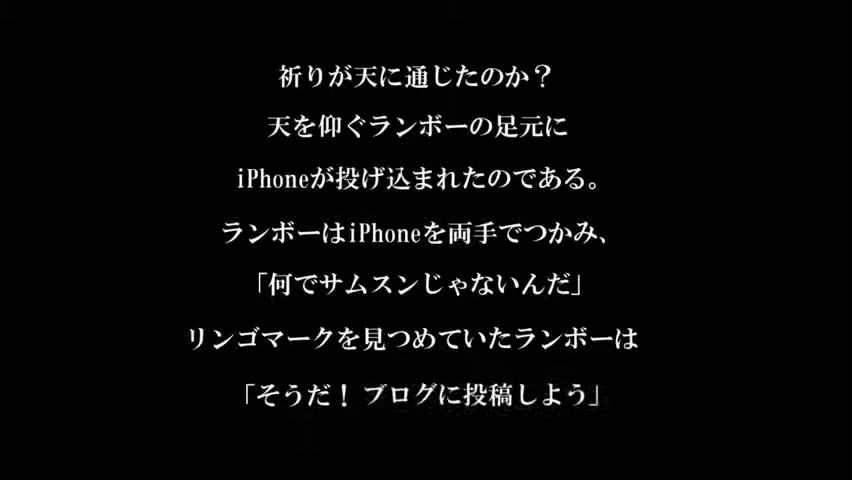 祈りが天に通じたのか？
天を仰ぐランボーの足元に
iPhoneが投げ込まれたのである。
ランボーはiPhoneを両手でつかみ、
「何でサムスンじゃないんだ」
リンゴマークを見つめていたランボーは
「そうだ！ブログに投稿しよう」